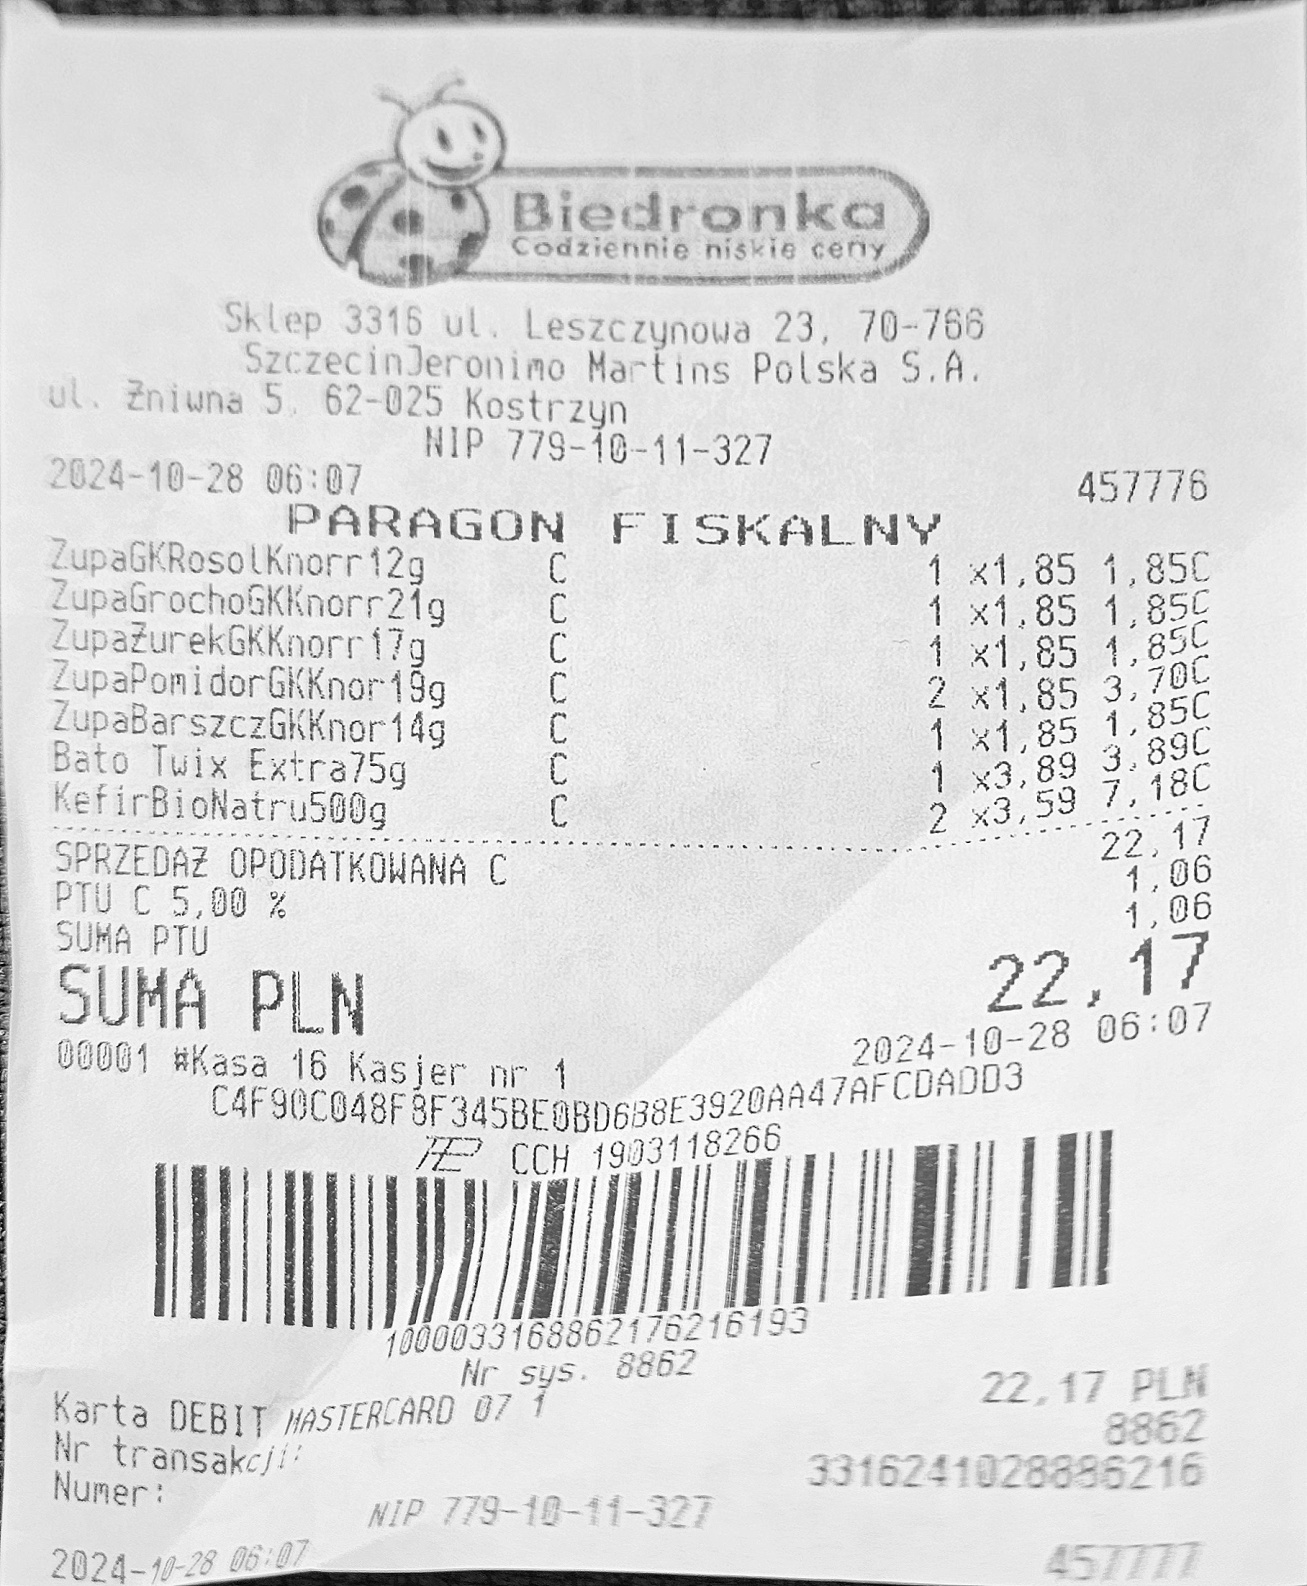 Biedronka
Codziennie niskie ceny
Sklep 3316 ul. Leszczynowa 23, 70-766
SzczecinJeronimo Martins Polska S.A.
ul. Żniwna 5, 62-025 Kostrzyn
NIP 779-10-11-327
2024-10-28 06:07 457776
PARAGON FISKALNY
ZupaGKRosolKnorr12g C 1 x1,85 1,85C
ZupaGrochoGKKnorr21g C 1 x1,85 1,85C
ZupaŻurekGKKnorr17g C 1 x1,85 1,85C
ZupaPomidorGKKnor19g C 2 x1,85 3,70C
ZupaBarszczGKKnor14g C 1 x1,85 1,85C
Bato Twix Extra75g C 1 x3,89 3,89C
KefirBioNatru500g C 2 x3,59 7,18C
SPRZEDAŻ OPODATKOWANA C 22,17
PTU C 5,00 % 1,06
SUMA PTU 1,06
SUMA PLN 22,17
00001 #Kasa 16 Kasjer nr 1 2024-10-28 06:07
C4F90C048F8F345BE0BD6B8E3920AA47AFCDADD3
CCH 1903118266
1000033168862176216193
Nr sys. 8862
Karta DEBIT MASTERCARD 07 1 22,17 PLN
Nr transakcji: 8862
Numer: 3316241028886216
NIP 779-10-11-327
2024-10-28 06:07 457777